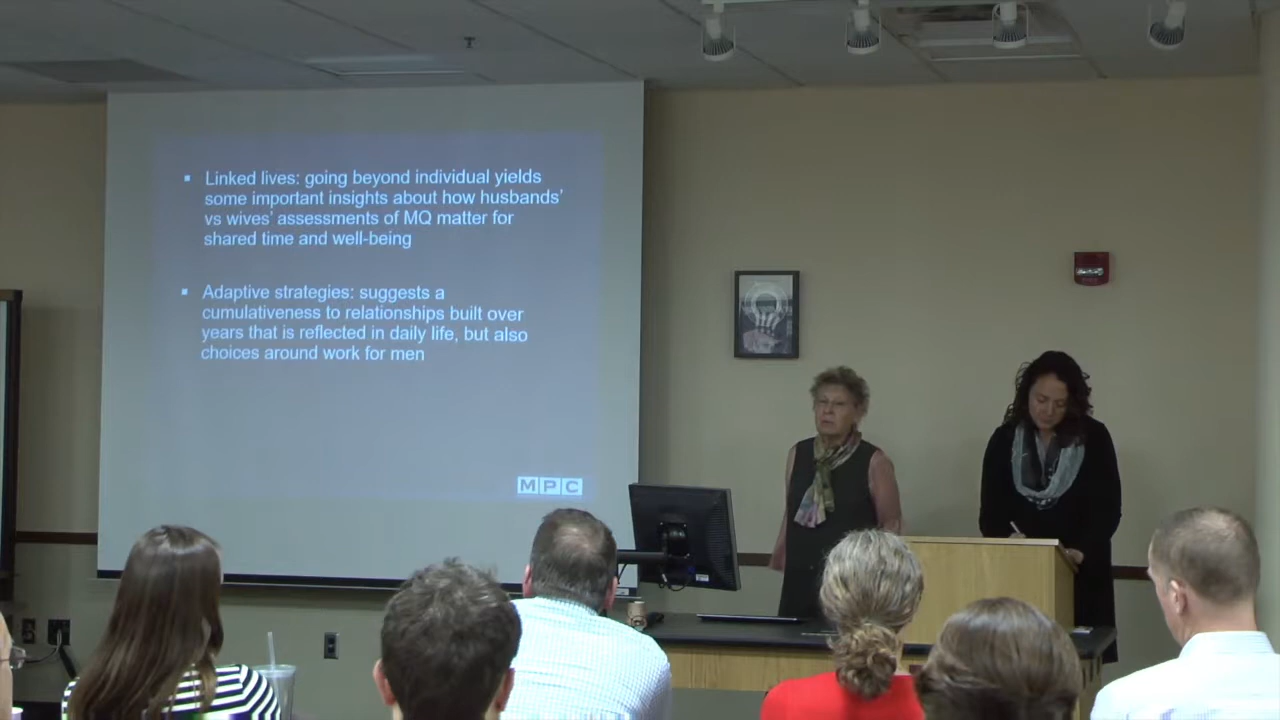 ▪ Linked lives: going beyond individual yields
some important insights about how husbands'
vs wives' assessments of MQ matter for
shared time and well-being
▪ Adaptive strategies: suggests a
cumulativeness to relationships built over
years that is reflected in daily life, but also
choices around work for men
MPC